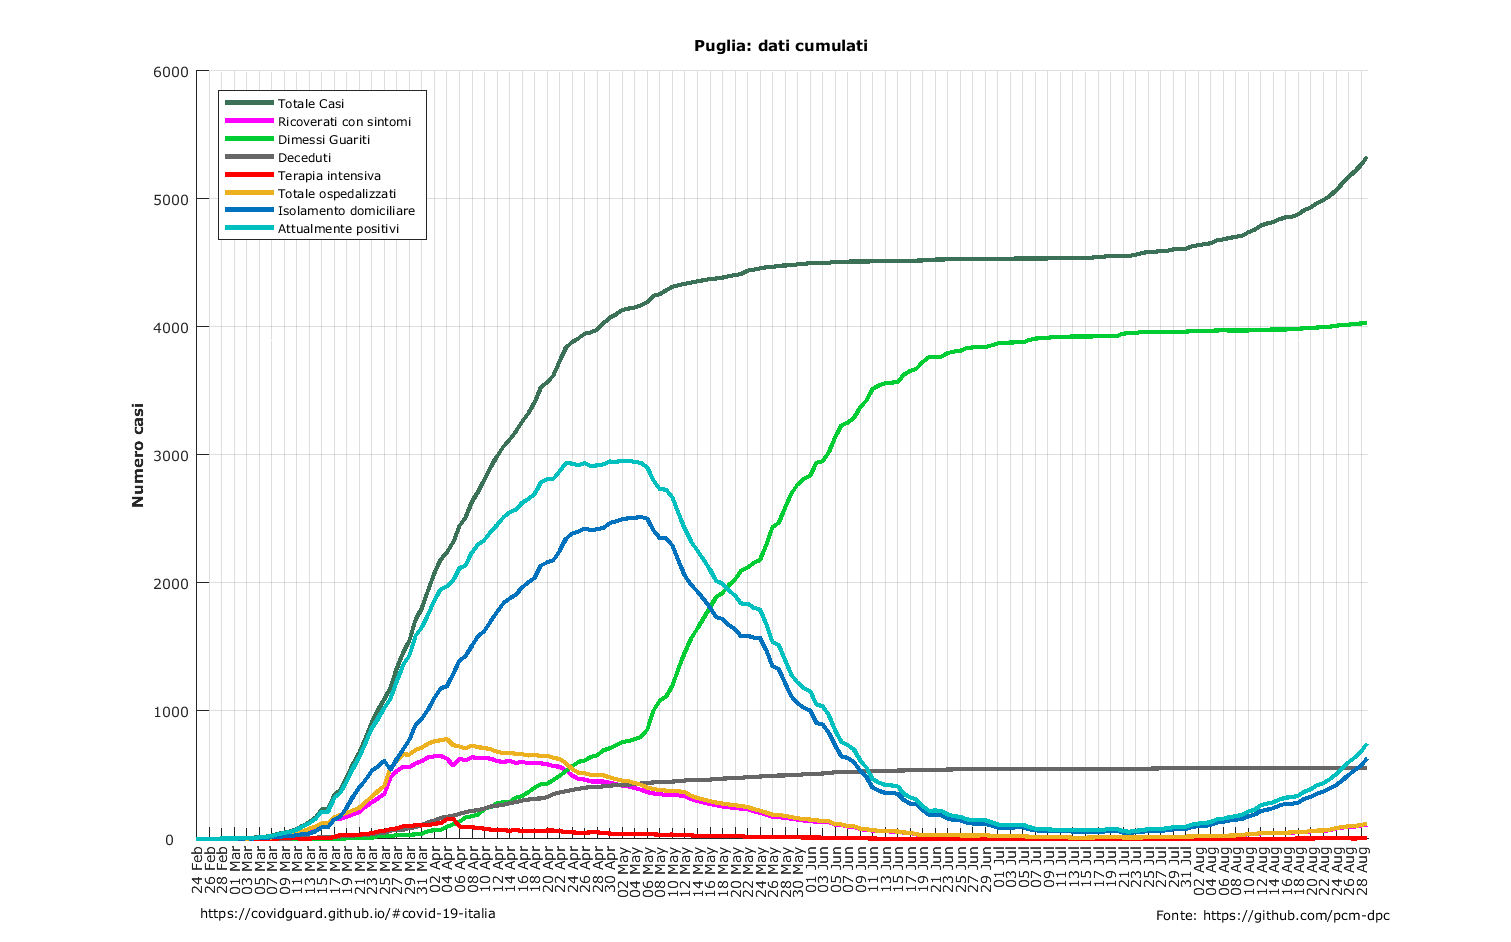 Puglia: dati cumulati
6000
5000
4000
3000
2000
1000
0
Numero casi
Totale Casi
Ricoverati con sintomi
Dimessi Guariti
Deceduti
Terapia intensiva
Totale ospedalizzati
Isolamento domiciliare
Attualmente positivi
24 Feb
26 Feb
28 Feb
01 Mar
03 Mar
05 Mar
07 Mar
09 Mar
11 Mar
13 Mar
15 Mar
17 Mar
19 Mar
21 Mar
23 Mar
25 Mar
27 Mar
29 Mar
31 Mar
02 Apr
04 Apr
06 Apr
08 Apr
10 Apr
12 Apr
14 Apr
16 Apr
18 Apr
20 Apr
22 Apr
24 Apr
26 Apr
28 Apr
30 Apr
02 May
04 May
06 May
08 May
10 May
12 May
14 May
16 May
18 May
20 May
22 May
24 May
26 May
28 May
30 May
01 Jun
03 Jun
05 Jun
07 Jun
09 Jun
11 Jun
13 Jun
15 Jun
17 Jun
19 Jun
21 Jun
23 Jun
25 Jun
27 Jun
29 Jun
01 Jul
03 Jul
05 Jul
07 Jul
09 Jul
11 Jul
13 Jul
15 Jul
17 Jul
19 Jul
21 Jul
23 Jul
25 Jul
27 Jul
29 Jul
31 Jul
02 Aug
04 Aug
06 Aug
08 Aug
10 Aug
12 Aug
14 Aug
16 Aug
18 Aug
20 Aug
22 Aug
24 Aug
26 Aug
28 Aug
https://covidguard.github.io/#covid-19-italia
Fonte: https://github.com/pcm-dpc